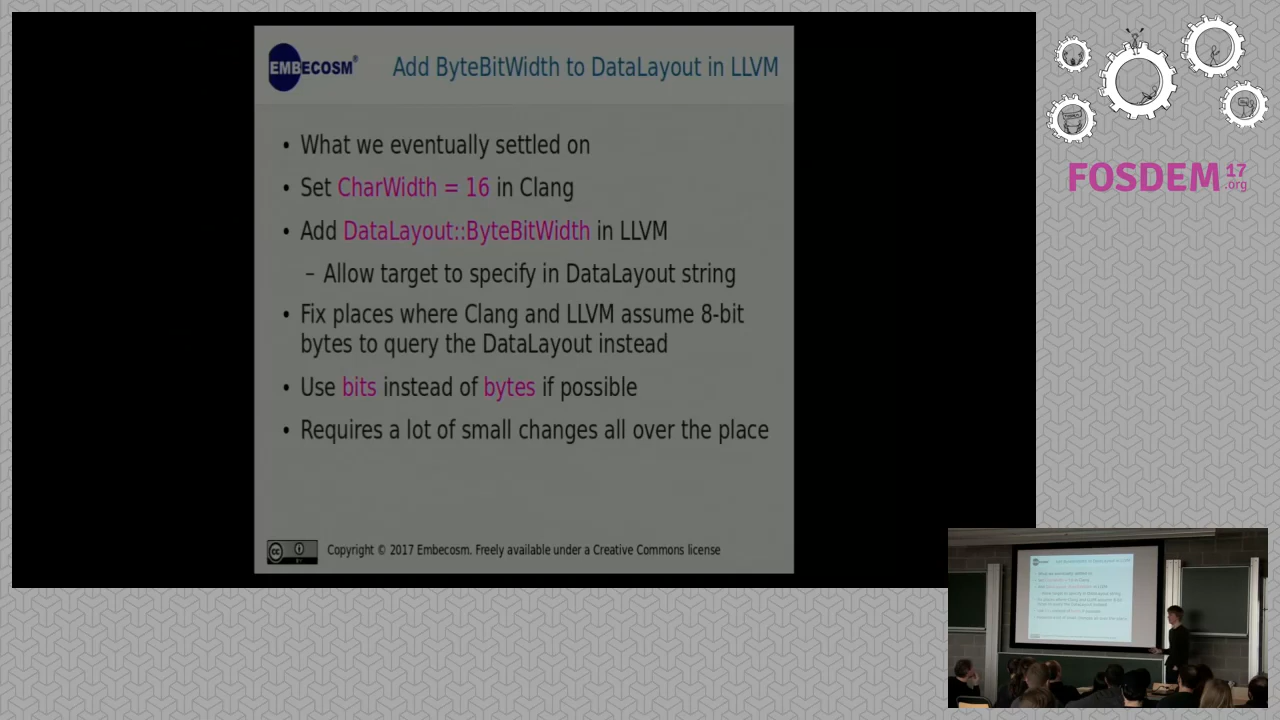 EMBECOSM®
Add ByteBitWidth to DataLayout in LLVM
• What we eventually settled on
• Set CharWidth = 16 in Clang
• Add DataLayout::ByteBitWidth in LLVM
– Allow target to specify in DataLayout string
• Fix places where Clang and LLVM assume 8-bit
bytes to query the DataLayout instead
• Use bits instead of bytes if possible
• Requires a lot of small changes all over the place
cc BY
Copyright © 2017 Embecosm. Freely available under a Creative Commons license
FOSDEM 17
.org